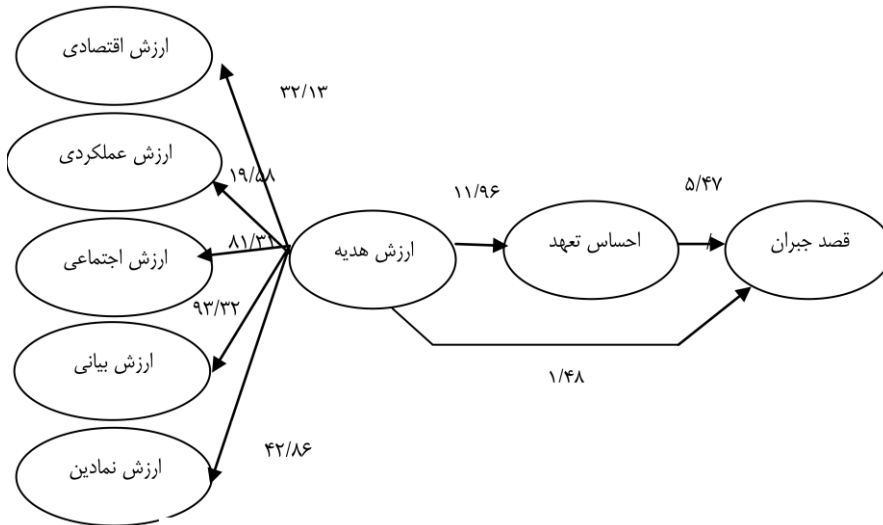 ارزش اقتصادی
۳۲/۱۳
ارزش عملکردی
۱۹/۵۸
۱۱/۹۶
۵/۴۷
ارزش اجتماعی
۸۱/۳۱
ارزش هدیه
احساس تعهد
/
قصد جبران
۹۳/۳۲
ارزش بیانی
۱/۴۸
۴۲/۸۶
ارزش نمادین